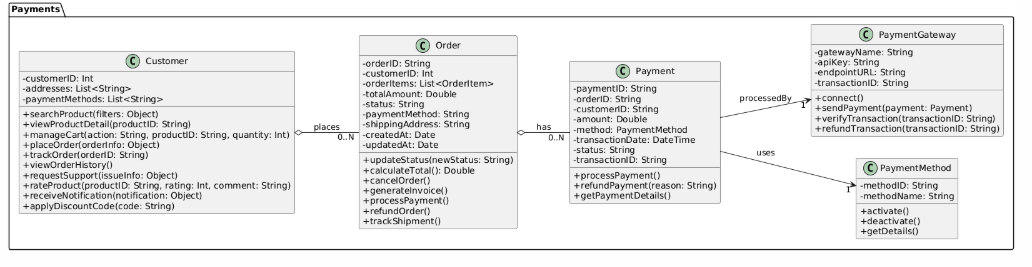 Payments
C Customer
-customerID: Int
-addresses: List<String>
-paymentMethods: List<String>
+searchProduct(filters: Object)
+viewProductDetail(productID: String)
+manageCart(action: String, productID: String, quantity: Int)
+placeOrder(orderInfo: Object)
+trackOrder(orderID: String)
+viewOrderHistory()
+requestSupport(issueInfo: Object)
+rateProduct(productID: String, rating: Int, comment: String)
+receiveNotification(notification: Object)
+applyDiscountCode(code: String)
places
0..N
C Order
-orderID: String
-customerID: Int
-orderItems: List<OrderItem>
-totalAmount: Double
-status: String
-paymentMethod: String
-shippingAddress: String
-createdAt: Date
-updatedAt: Date
+updateStatus(newStatus: String)
+calculateTotal(): Double
+cancelOrder()
+generateInvoice()
+processPayment()
+refundOrder()
+trackShipment()
has
0..N
C Payment
-paymentID: String
-orderID: String
-customerID: String
-amount: Double
-method: PaymentMethod
-transactionDate: DateTime
-status: String
-transactionID: String
+processPayment()
+refundPayment(reason: String)
+getPaymentDetails()
processedBy
1
uses
1
C PaymentGateway
-gatewayName: String
-apiKey: String
-endpointURL: String
-transactionID: String
+connect()
+sendPayment(payment: Payment)
+verifyTransaction(transactionID: String)
+refundTransaction(transactionID: String)
C PaymentMethod
-methodID: String
-methodName: String
+activate()
+deactivate()
+getDetails()